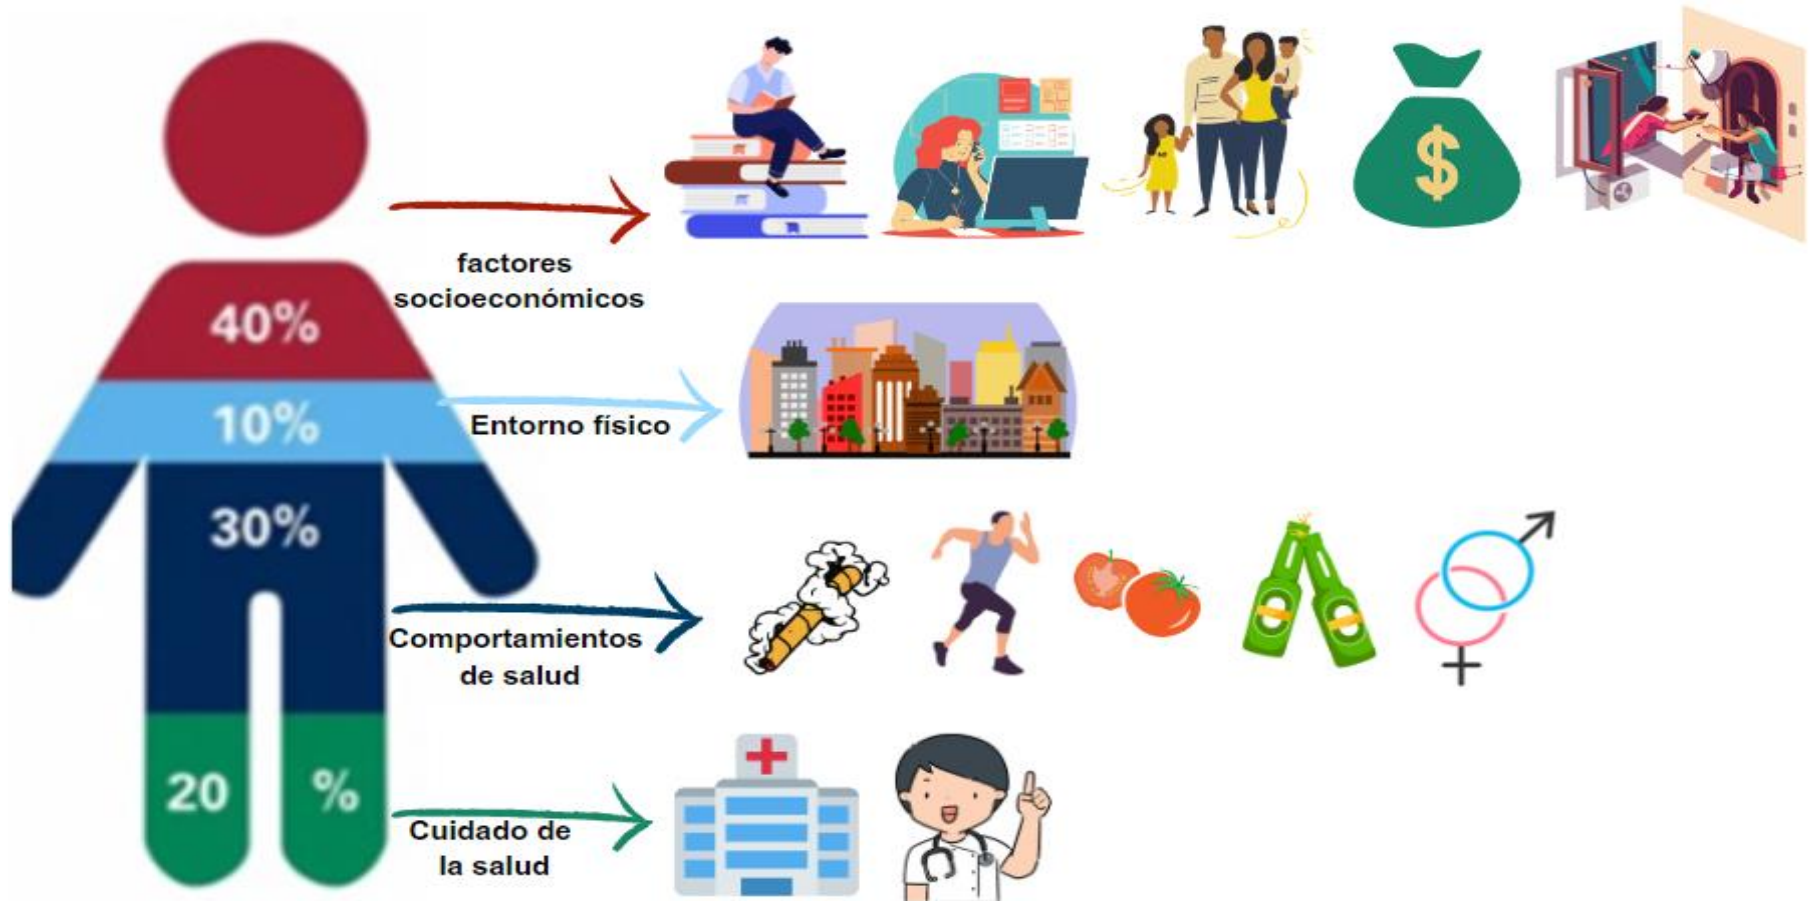 factores
socioeconómicos
40%
10%
Entorno físico
30%
Comportamientos
de salud
20 %
Cuidado de
la salud
$